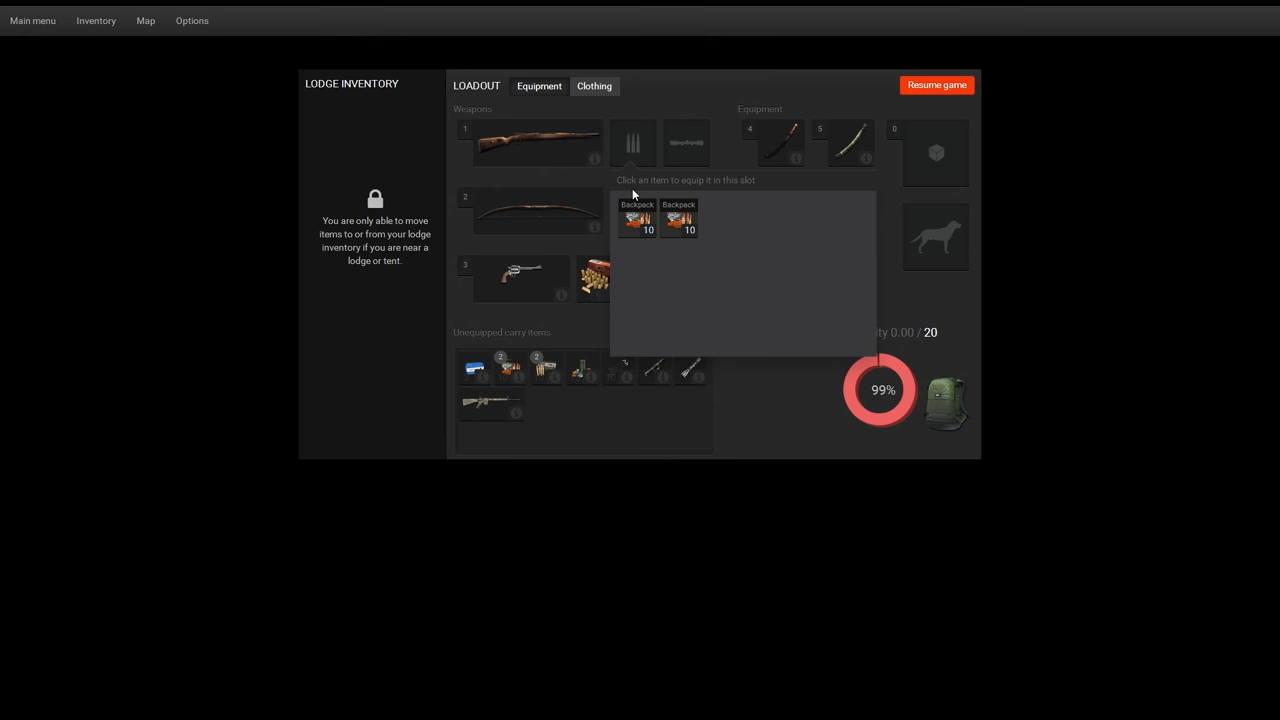 Main menu Inventory Map Options
LODGE INVENTORY
LOADOUT Equipment Clothing Resume game
Weapons Equipment
1 4 5 0
Click an item to equip it in this slot
2
Backpack Backpack
10 10
You are only able to move
items to or from your lodge
inventory if you are near a
lodge or tent.
3
Unequipped carry items ity 0.00 / 20
2 2
99%